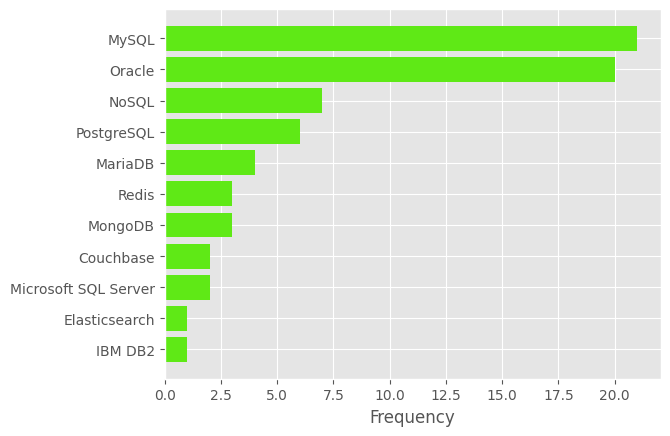 MySQL
Oracle
NoSQL
PostgreSQL
MariaDB
Redis
MongoDB
Couchbase
Microsoft SQL Server
Elasticsearch
IBM DB2
0.0 2.5 5.0 7.5 10.0 12.5 15.0 17.5 20.0
Frequency